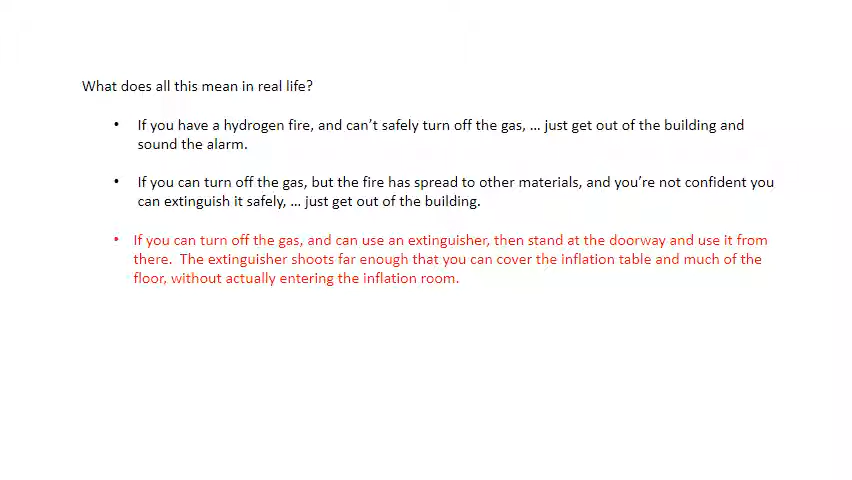 What does all this mean in real life?
• If you have a hydrogen fire, and can’t safely turn off the gas, … just get out of the building and
sound the alarm.
• If you can turn off the gas, but the fire has spread to other materials, and you’re not confident you
can extinguish it safely, … just get out of the building.
• If you can turn off the gas, and can use an extinguisher, then stand at the doorway and use it from
there.  The extinguisher shoots far enough that you can cover the inflation table and much of the
floor, without actually entering the inflation room.